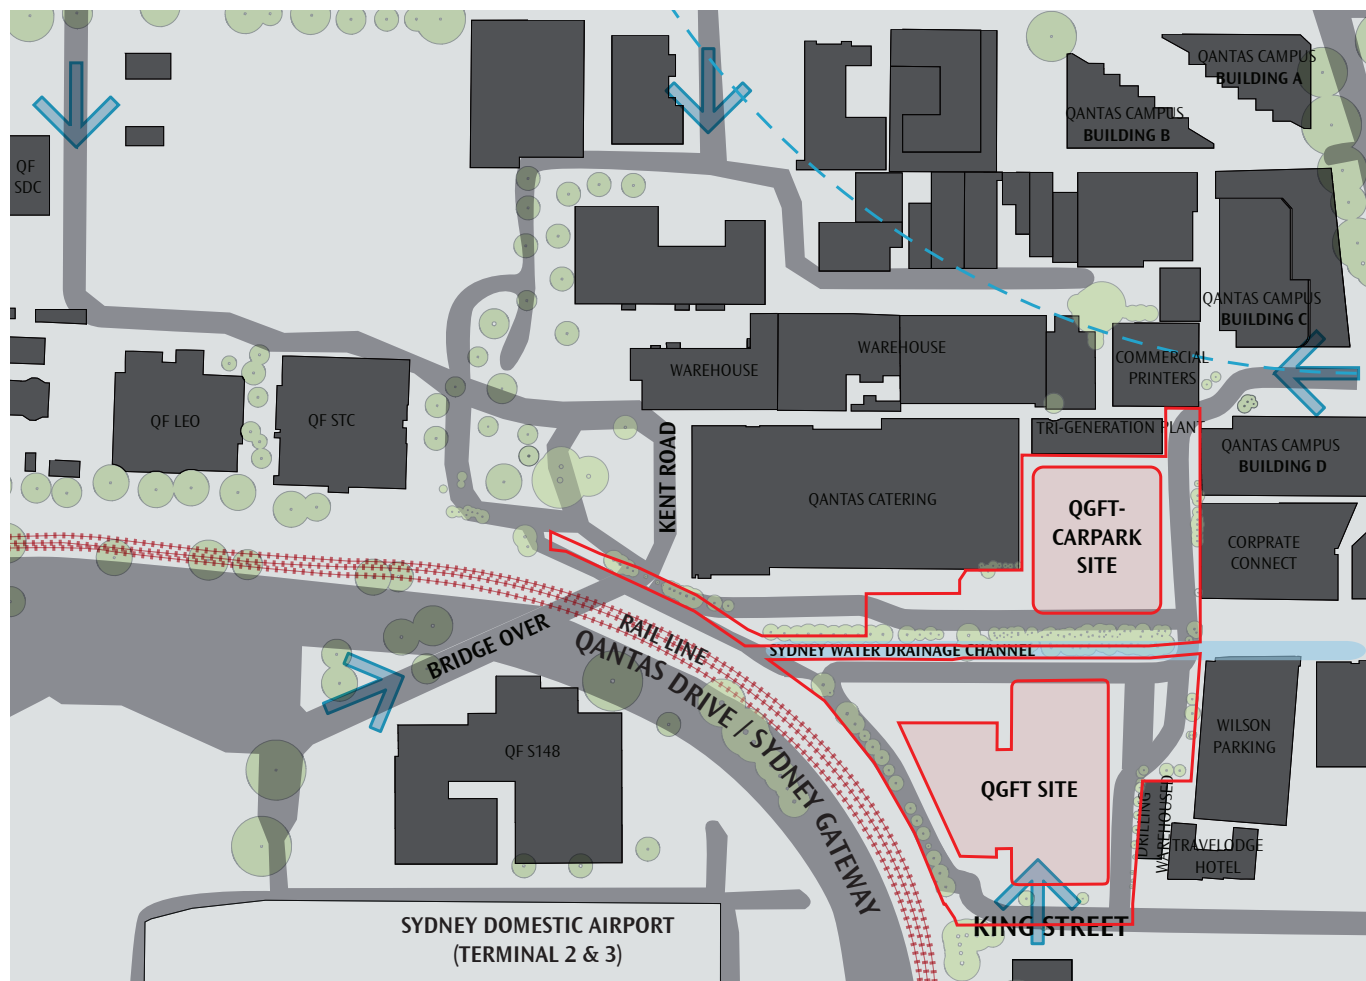 QANTAS CAMPUS
BUILDING A
QANTAS CAMPUS
BUILDING B
QF
SDC
QANTAS CAMPUS
BUILDING C
WAREHOUSE
WAREHOUSE
COMMERCIAL
PRINTERS
QF LEO
QF STC
KENT ROAD
TRI-GENERATION PLANT
QANTAS CAMPUS
BUILDING D
QANTAS CATERING
QGFT-
CARPARK
SITE
CORPRATE
CONNECT
BRIDGE OVER
RAIL LINE
QANTAS DRIVE / SYDNEY GATEWAY
SYDNEY WATER DRAINAGE CHANNEL
QF S148
QGFT SITE
WILSON
PARKING
DRILLING
WAREHOUSED
TRAVELODGE
HOTEL
SYDNEY DOMESTIC AIRPORT
(TERMINAL 2 & 3)
KING STREET